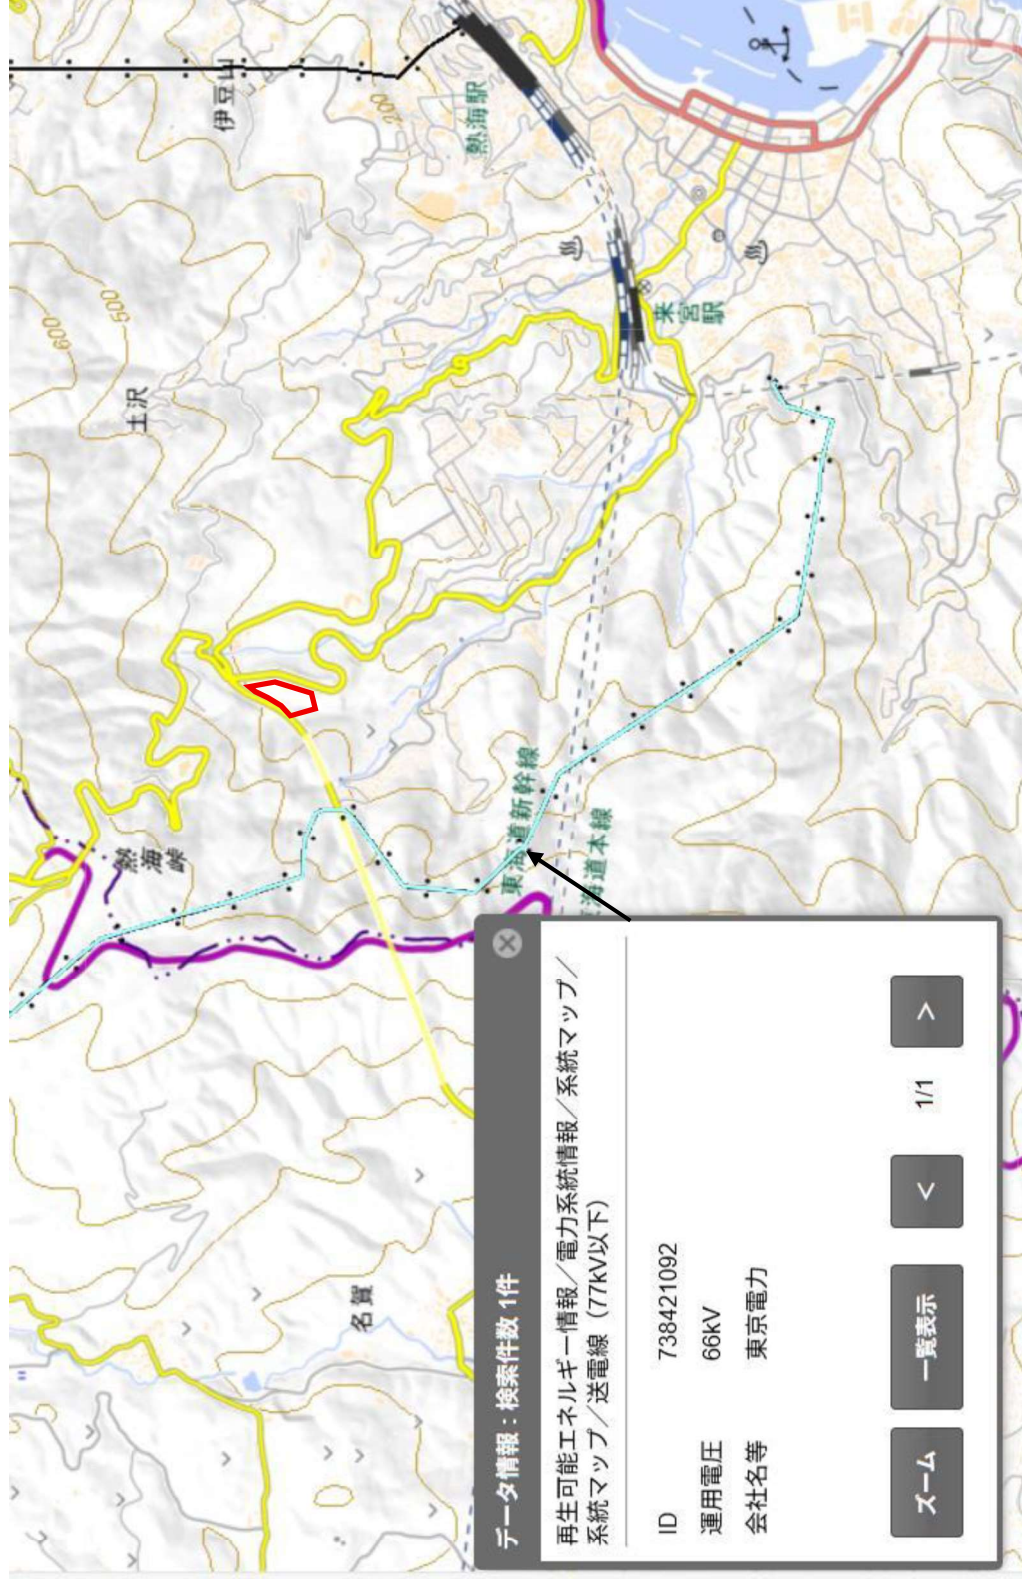 伊豆山
200
熱海駅
600
500
土沢
来宮駅
熱海峠
東海道新幹線
海道本線
名賀
データ情報：検索件数 1件
再生可能エネルギー情報／電力系統情報／系統マップ／
系統マップ／送電線（77kV以下）
ID 738421092
運用電圧 66kV
会社名等 東京電力
ズーム 一覧表示 < 1/1 >